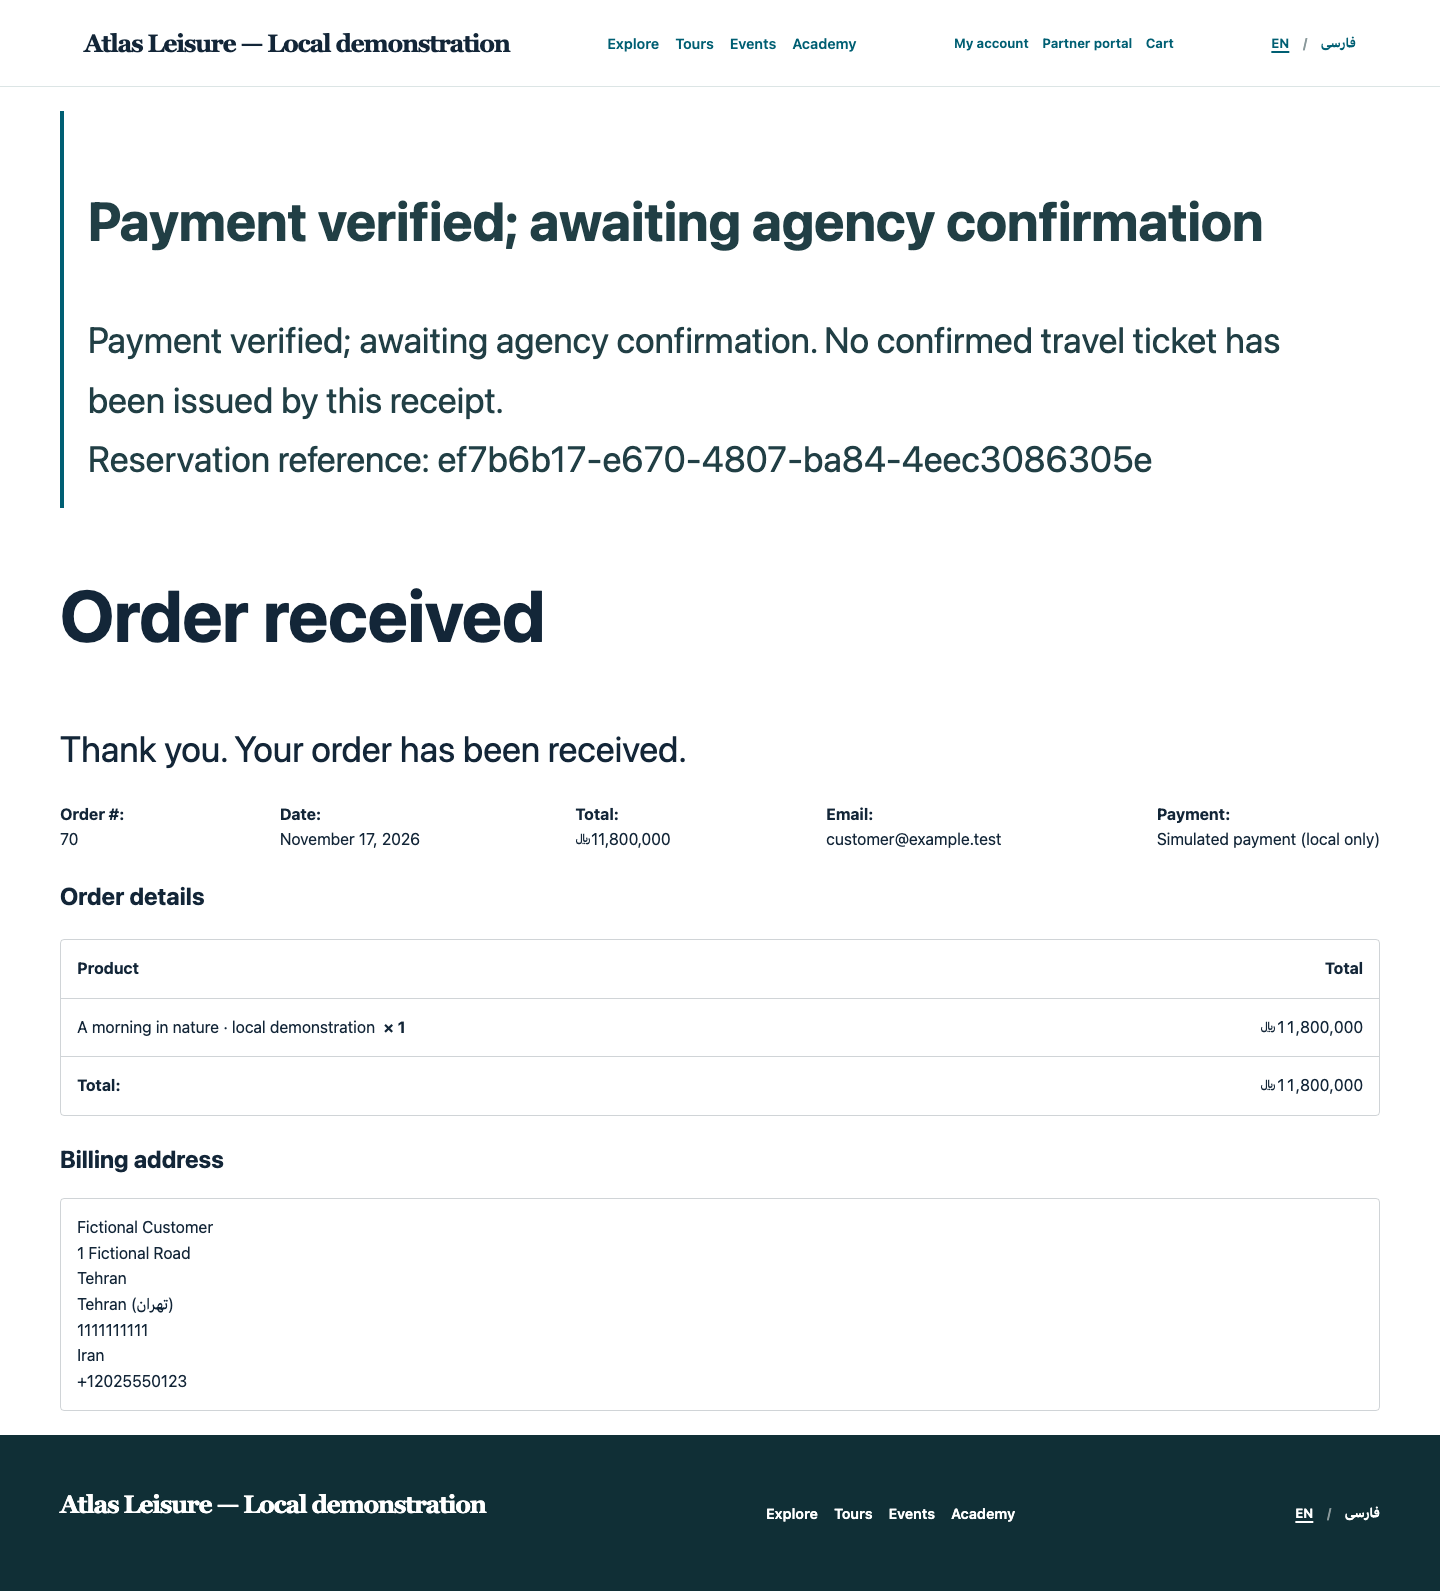 Atlas Leisure — Local demonstration
Explore Tours Events Academy
My account Partner portal Cart
EN / فارسی
Payment verified; awaiting agency confirmation
Payment verified; awaiting agency confirmation. No confirmed travel ticket has
been issued by this receipt.
Reservation reference: ef7b6b17-e670-4807-ba84-4eec3086305e
Order received
Thank you. Your order has been received.
Order #:
70
Date:
November 17, 2026
Total:
﷼11,800,000
Email:
customer@example.test
Payment:
Simulated payment (local only)
Order details
Product Total
A morning in nature · local demonstration × 1 ﷼11,800,000
Total: ﷼11,800,000
Billing address
Fictional Customer
1 Fictional Road
Tehran
Tehran (تهران)
1111111111
Iran
+12025550123
Atlas Leisure — Local demonstration
Explore Tours Events Academy
EN / فارسی